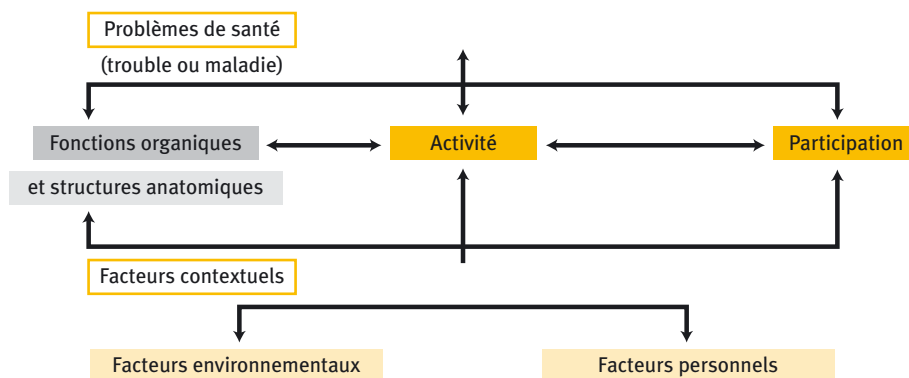 Problèmes de santé
(trouble ou maladie)
Fonctions organiques
Activité
Participation
et structures anatomiques
Facteurs contextuels
Facteurs environnementaux
Facteurs personnels